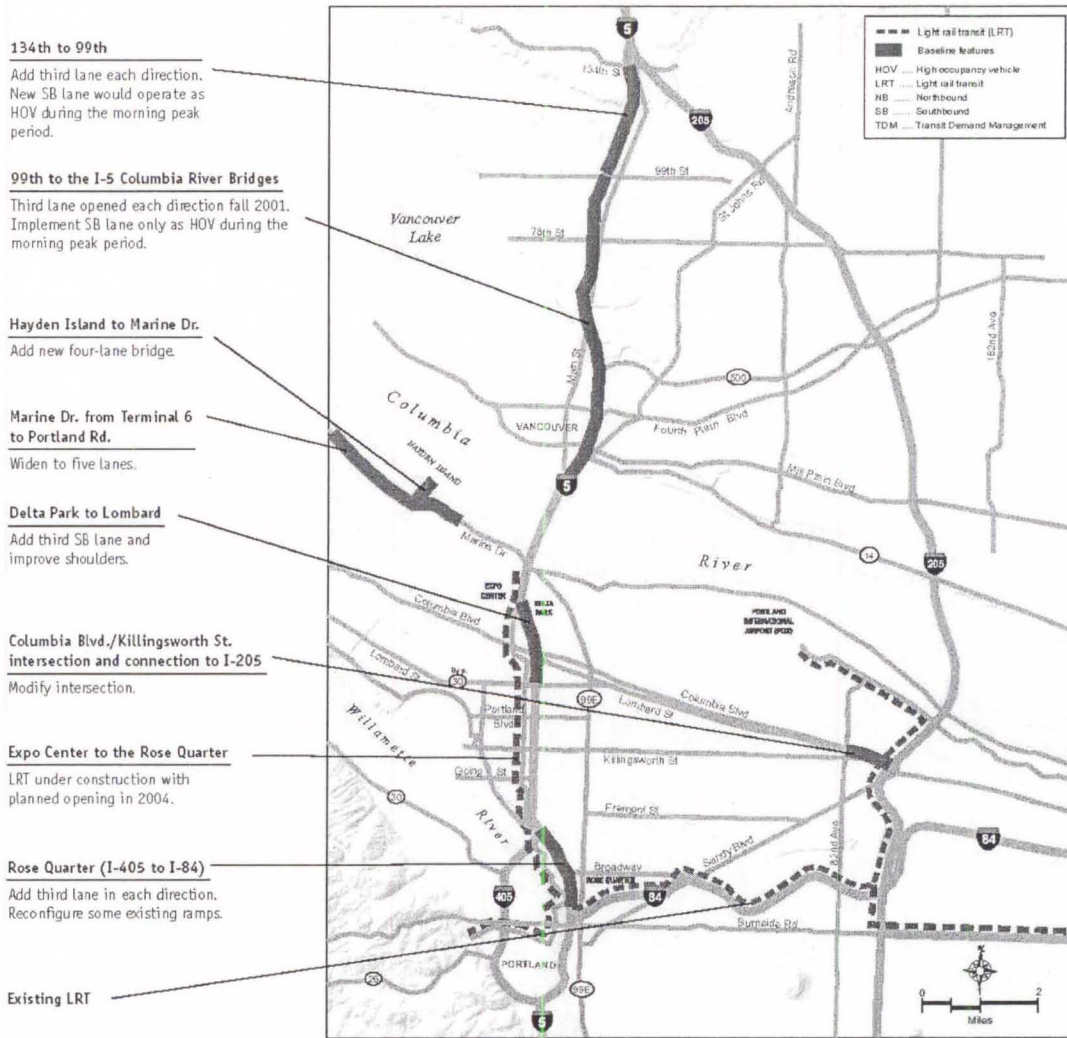 134th to 99th
Add third lane each direction.
New SB lane would operate as
HOV during the morning peak
period.
99th to the I-5 Columbia River Bridges
Third lane opened each direction fall 2001.
Implement SB lane only as HOV during the
morning peak period.
Hayden Island to Marine Dr.
Add new four-lane bridge.
Marine Dr. from Terminal 6
to Portland Rd.
Widen to five lanes.
Delta Park to Lombard
Add third SB lane and
improve shoulders.
Columbia Blvd./Killingsworth St.
intersection and connection to I-205
Modify intersection.
Expo Center to the Rose Quarter
LRT under construction with
planned opening in 2004.
Rose Quarter (I-405 to I-84)
Add third lane in each direction.
Reconfigure some existing ramps.
Existing LRT
Light rail transit (LRT)
Baseline features
HOV .... High occupancy vehicle
LRT .... Light rail transit
NB ...... Northbound
SB ...... Southbound
TDM .... Transit Demand Management
5
134th St
Andresen Rd
205
99th St
St Johns Rd
Vancouver
Lake
78th St
162nd Ave
Main St
500
Columbia
VANCOUVER
Fourth Plain Blvd
HAYDEN ISLAND
Mill Plain Blvd
5
Marine Dr
14
205
River
EXPO
CENTER
DELTA
PARK
PORTLAND
INTERNATIONAL
AIRPORT (PDX)
Columbia Blvd
Lombard St
30
99E
Columbia Blvd
Lombard St
Portland
Blvd
Willamette
Killingsworth St
Going St
30
River
Fremont St
82nd Ave
Sandy Blvd
84
Broadway
ROSE QUARTER
405
84
Burnside Rd
PORTLAND
26
99E
5
N
0
2
Miles